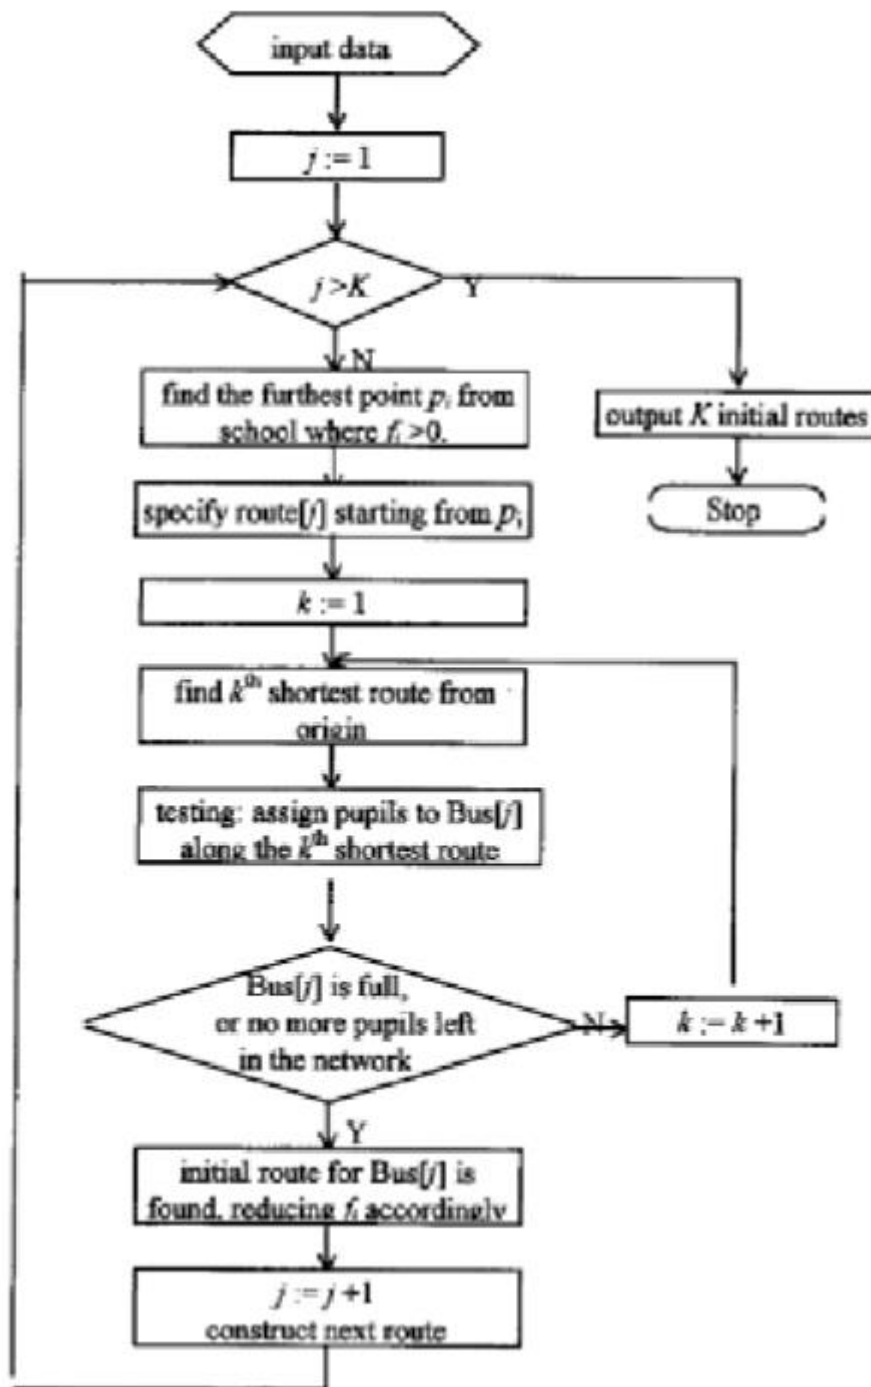 input data
j := 1
j >K
Y
N
find the furthest point pᵢ from
school where fᵢ >0.
output K initial routes
specify route[j] starting from pᵢ
Stop
k := 1
find kᵗʰ shortest route from
origin
testing: assign pupils to Bus[j]
along the kᵗʰ shortest route
Bus[j] is full,
or no more pupils left
in the network
N
k := k +1
Y
initial route for Bus[j] is
found, reducing fᵢ accordingly
j := j +1
construct next route